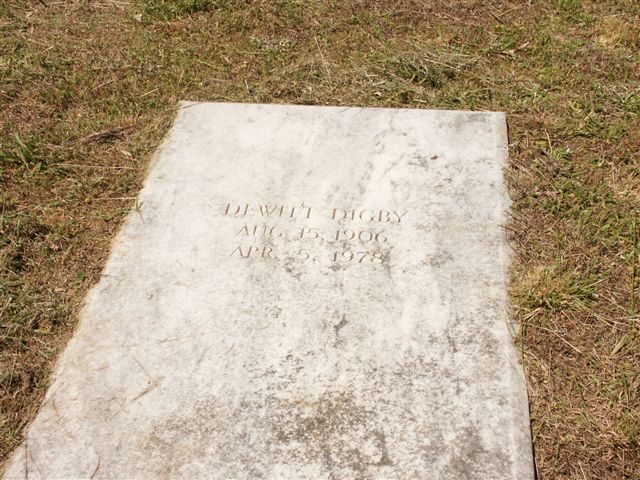 DEWITT DIGBY
AUG. 15, 1906
APR. 5, 1978